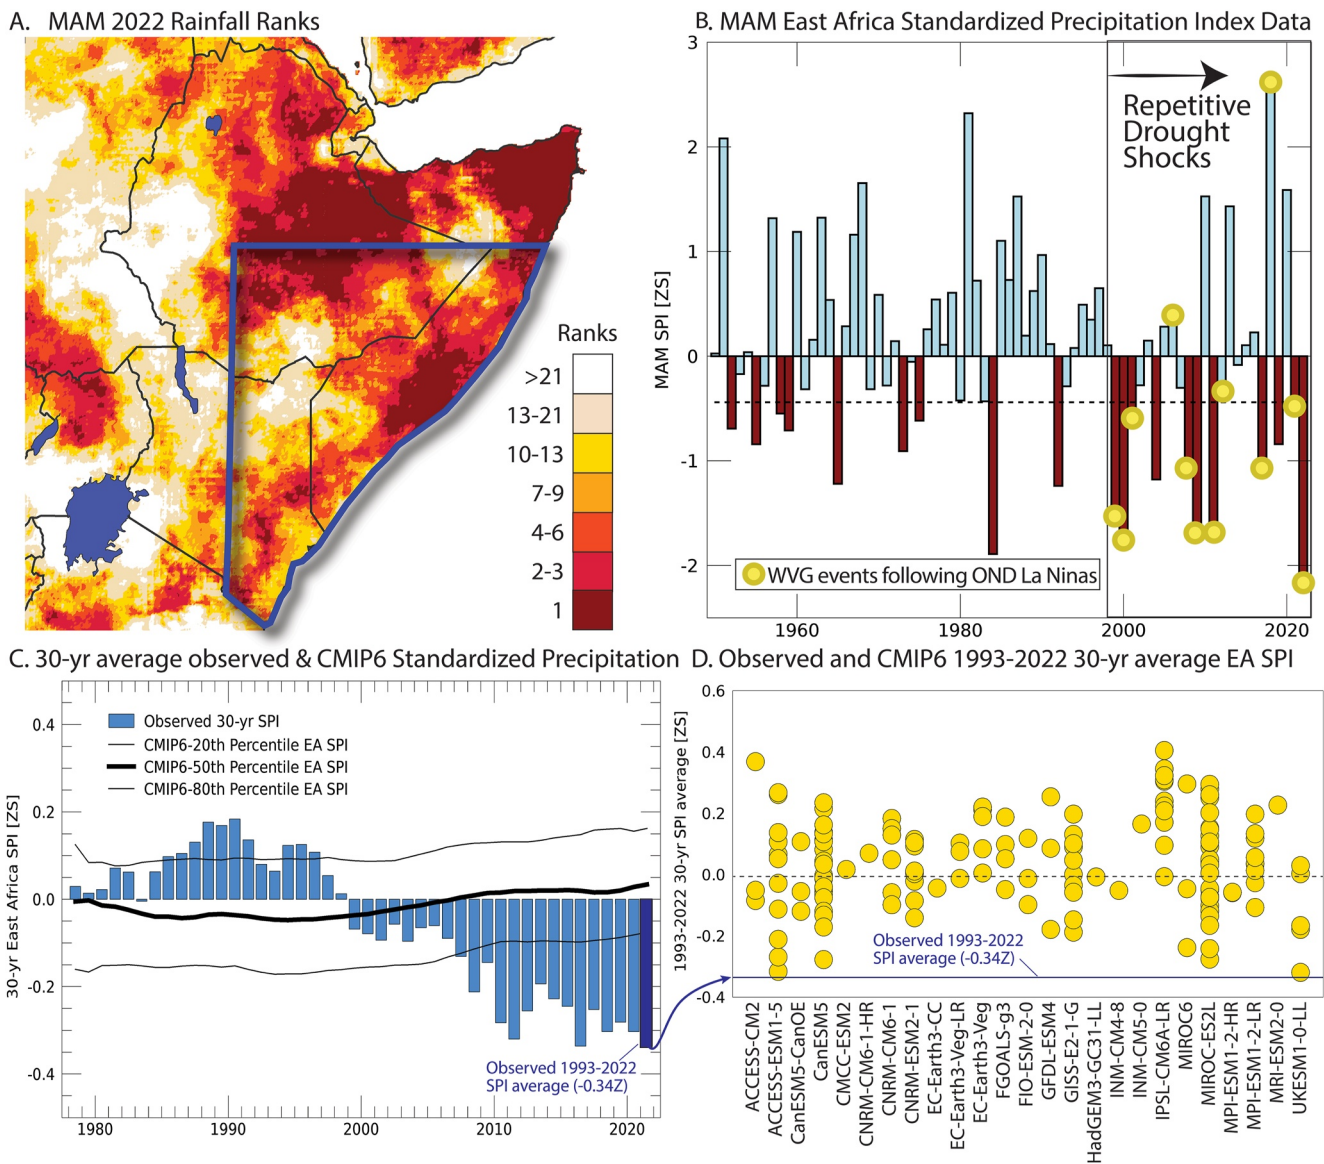 A. MAM 2022 Rainfall Ranks
Ranks
>21
13-21
10-13
7-9
4-6
2-3
1
B. MAM East Africa Standardized Precipitation Index Data
MAM SPI [ZS]
3
2
1
0
-1
-2
Repetitive
Drought
Shocks
WVG events following OND La Ninas
1960
1980
2000
2020
C. 30-yr average observed & CMIP6 Standardized Precipitation
30-yr East Africa SPI [ZS]
0.4
0.2
0.0
-0.2
-0.4
Observed 30-yr SPI
CMIP6-20th Percentile EA SPI
CMIP6-50th Percentile EA SPI
CMIP6-80th Percentile EA SPI
Observed 1993-2022
SPI average (-0.34Z)
1980
1990
2000
2010
2020
D. Observed and CMIP6 1993-2022 30-yr average EA SPI
1993-2022 30-yr SPI average [ZS]
0.6
0.4
0.2
0.0
-0.2
-0.4
Observed 1993-2022
SPI average (-0.34Z)
ACCESS-CM2
ACCESS-ESM1-5
CanESM5-CanOE
CanESM5
CMCC-ESM2
CNRM-CM6-1-HR
CNRM-CM6-1
CNRM-ESM2-1
EC-Earth3-CC
EC-Earth3-Veg-LR
EC-Earth3-Veg
FGOALS-g3
FIO-ESM-2-0
GFDL-ESM4
GISS-E2-1-G
HadGEM3-GC31-LL
INM-CM4-8
INM-CM5-0
IPSL-CM6A-LR
MIROC6
MIROC-ES2L
MPI-ESM1-2-HR
MPI-ESM1-2-LR
MRI-ESM2-0
UKESM1-0-LL